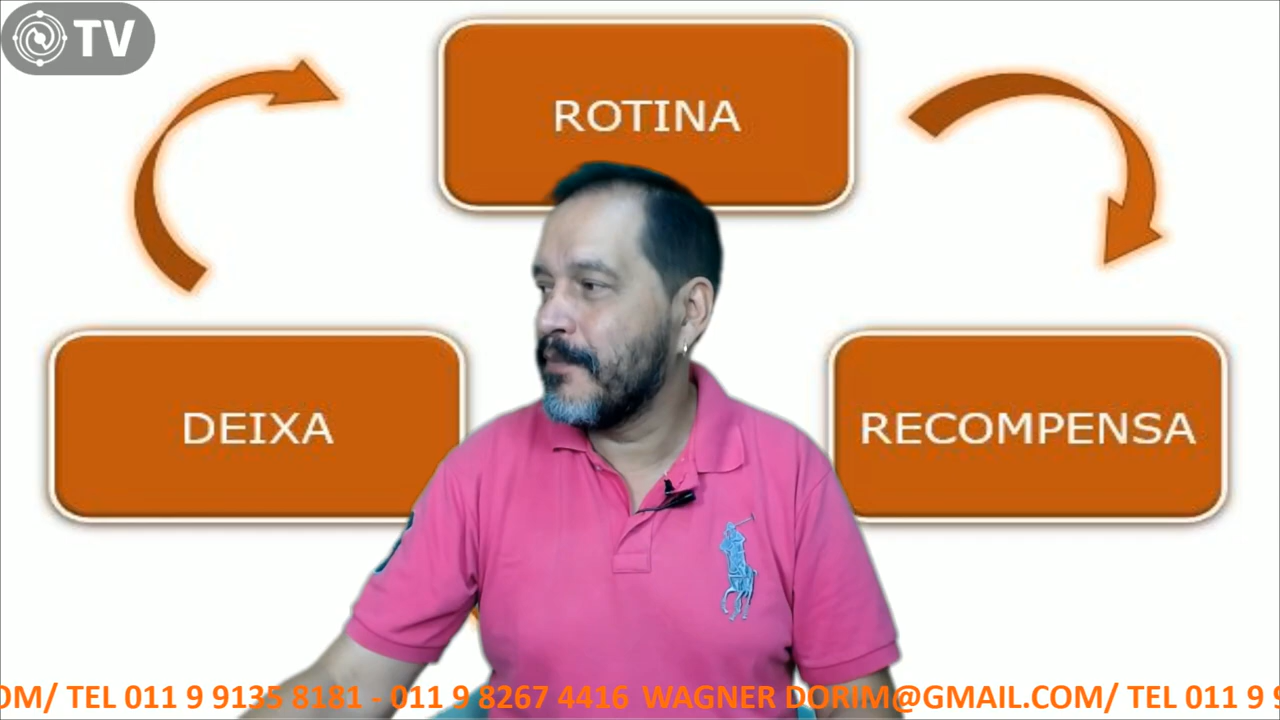 TV
ROTINA
DEIXA
RECOMPENSA
OM/ TEL 011 9 9135 8181 - 011 9 8267 4416 WAGNER DORIM@GMAIL.COM/ TEL 011 9 9